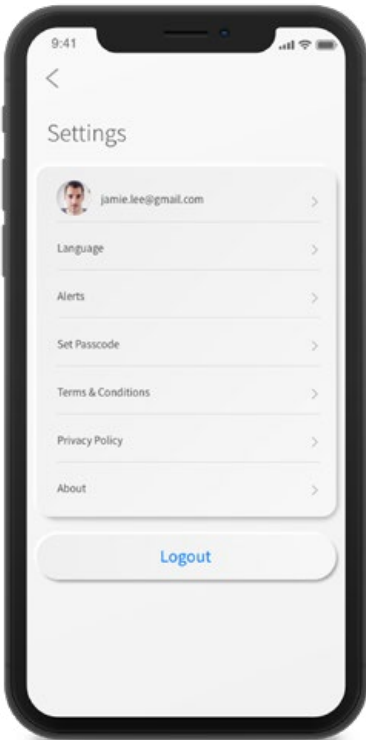 9:41
Settings
jamie.lee@gmail.com
Language
Alerts
Set Passcode
Terms & Conditions
Privacy Policy
About
Logout